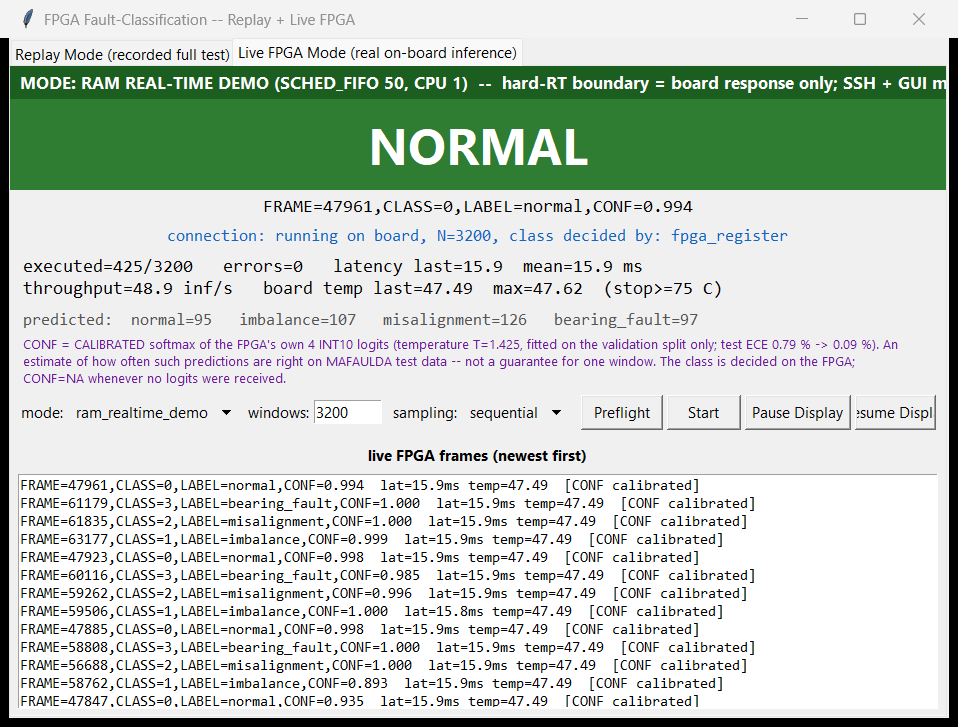 FPGA Fault-Classification -- Replay + Live FPGA
Replay Mode (recorded full test) Live FPGA Mode (real on-board inference)
MODE: RAM REAL-TIME DEMO (SCHED_FIFO 50, CPU 1) -- hard-RT boundary = board response only; SSH + GUI m
NORMAL
FRAME=47961,CLASS=0,LABEL=normal,CONF=0.994
connection: running on board, N=3200, class decided by: fpga_register
executed=425/3200 errors=0 latency last=15.9 mean=15.9 ms
throughput=48.9 inf/s board temp last=47.49 max=47.62 (stop>=75 C)
predicted: normal=95 imbalance=107 misalignment=126 bearing_fault=97
CONF = CALIBRATED softmax of the FPGA's own 4 INT10 logits (temperature T=1.425, fitted on the validation split only; test ECE 0.79 % -> 0.09 %). An
estimate of how often such predictions are right on MAFAULDA test data -- not a guarantee for one window. The class is decided on the FPGA;
CONF=NA whenever no logits were received.
mode: ram_realtime_demo windows: 3200 sampling: sequential Preflight Start Pause Display esume Displ
live FPGA frames (newest first)
FRAME=47961,CLASS=0,LABEL=normal,CONF=0.994 lat=15.9ms temp=47.49 [CONF calibrated]
FRAME=61179,CLASS=3,LABEL=bearing_fault,CONF=1.000 lat=15.9ms temp=47.49 [CONF calibrated]
FRAME=61835,CLASS=2,LABEL=misalignment,CONF=1.000 lat=15.9ms temp=47.49 [CONF calibrated]
FRAME=63177,CLASS=1,LABEL=imbalance,CONF=0.999 lat=15.9ms temp=47.49 [CONF calibrated]
FRAME=47923,CLASS=0,LABEL=normal,CONF=0.998 lat=15.9ms temp=47.49 [CONF calibrated]
FRAME=60116,CLASS=3,LABEL=bearing_fault,CONF=0.985 lat=15.9ms temp=47.49 [CONF calibrated]
FRAME=59262,CLASS=2,LABEL=misalignment,CONF=0.996 lat=15.9ms temp=47.49 [CONF calibrated]
FRAME=59506,CLASS=1,LABEL=imbalance,CONF=1.000 lat=15.8ms temp=47.49 [CONF calibrated]
FRAME=47885,CLASS=0,LABEL=normal,CONF=0.998 lat=15.9ms temp=47.49 [CONF calibrated]
FRAME=58808,CLASS=3,LABEL=bearing_fault,CONF=1.000 lat=15.9ms temp=47.49 [CONF calibrated]
FRAME=56688,CLASS=2,LABEL=misalignment,CONF=1.000 lat=15.9ms temp=47.49 [CONF calibrated]
FRAME=58762,CLASS=1,LABEL=imbalance,CONF=0.893 lat=15.9ms temp=47.49 [CONF calibrated]
FRAME=47847,CLASS=0,LABEL=normal,CONF=0.935 lat=15.9ms temp=47.49 [CONF calibrated]